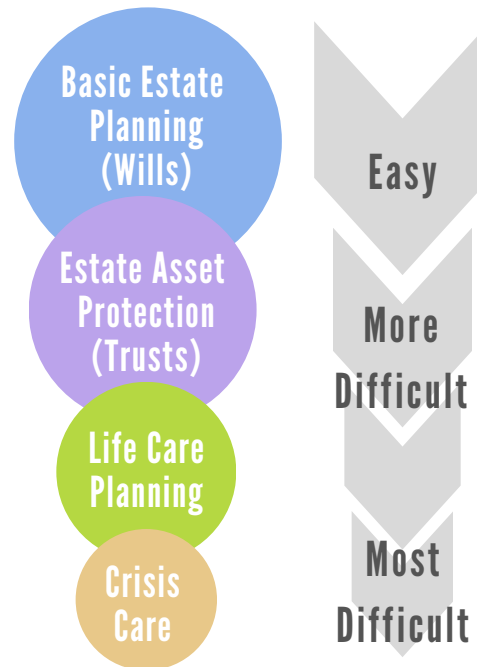 Basic Estate
Planning
(Wills)
Easy
Estate Asset
Protection
(Trusts)
More
Difficult
Life Care
Planning
Crisis
Care
Most
Difficult